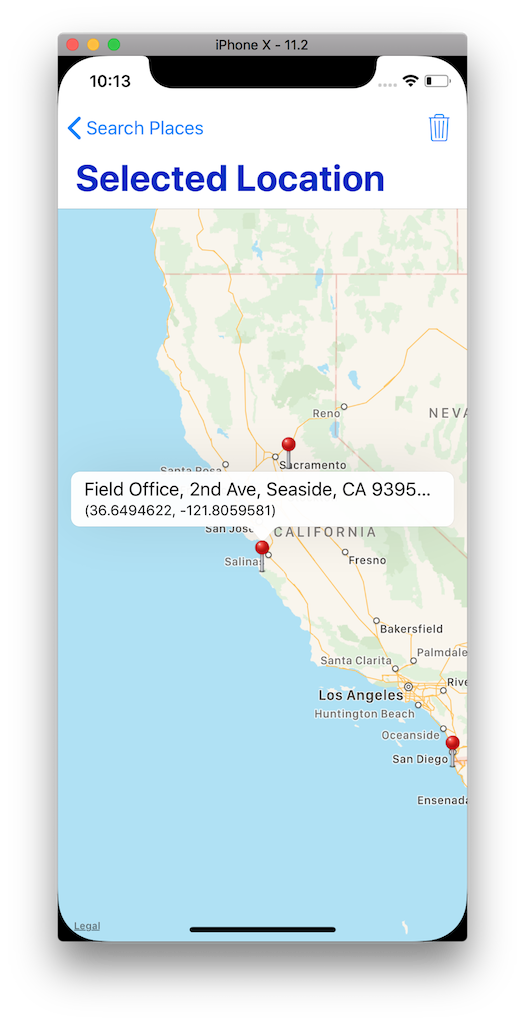 iPhone X - 11.2
10:13
Search Places
Selected Location
Reno
NEVA
Sacramento
Santa Rosa
Field Office, 2nd Ave, Seaside, CA 9395...
(36.6494622, -121.8059581)
San Jose
CALIFORNIA
Salinas
Fresno
Bakersfield
Santa Clarita
Palmdale
Los Angeles
Rive
Huntington Beach
Oceanside
San Diego
Ensenada
Legal